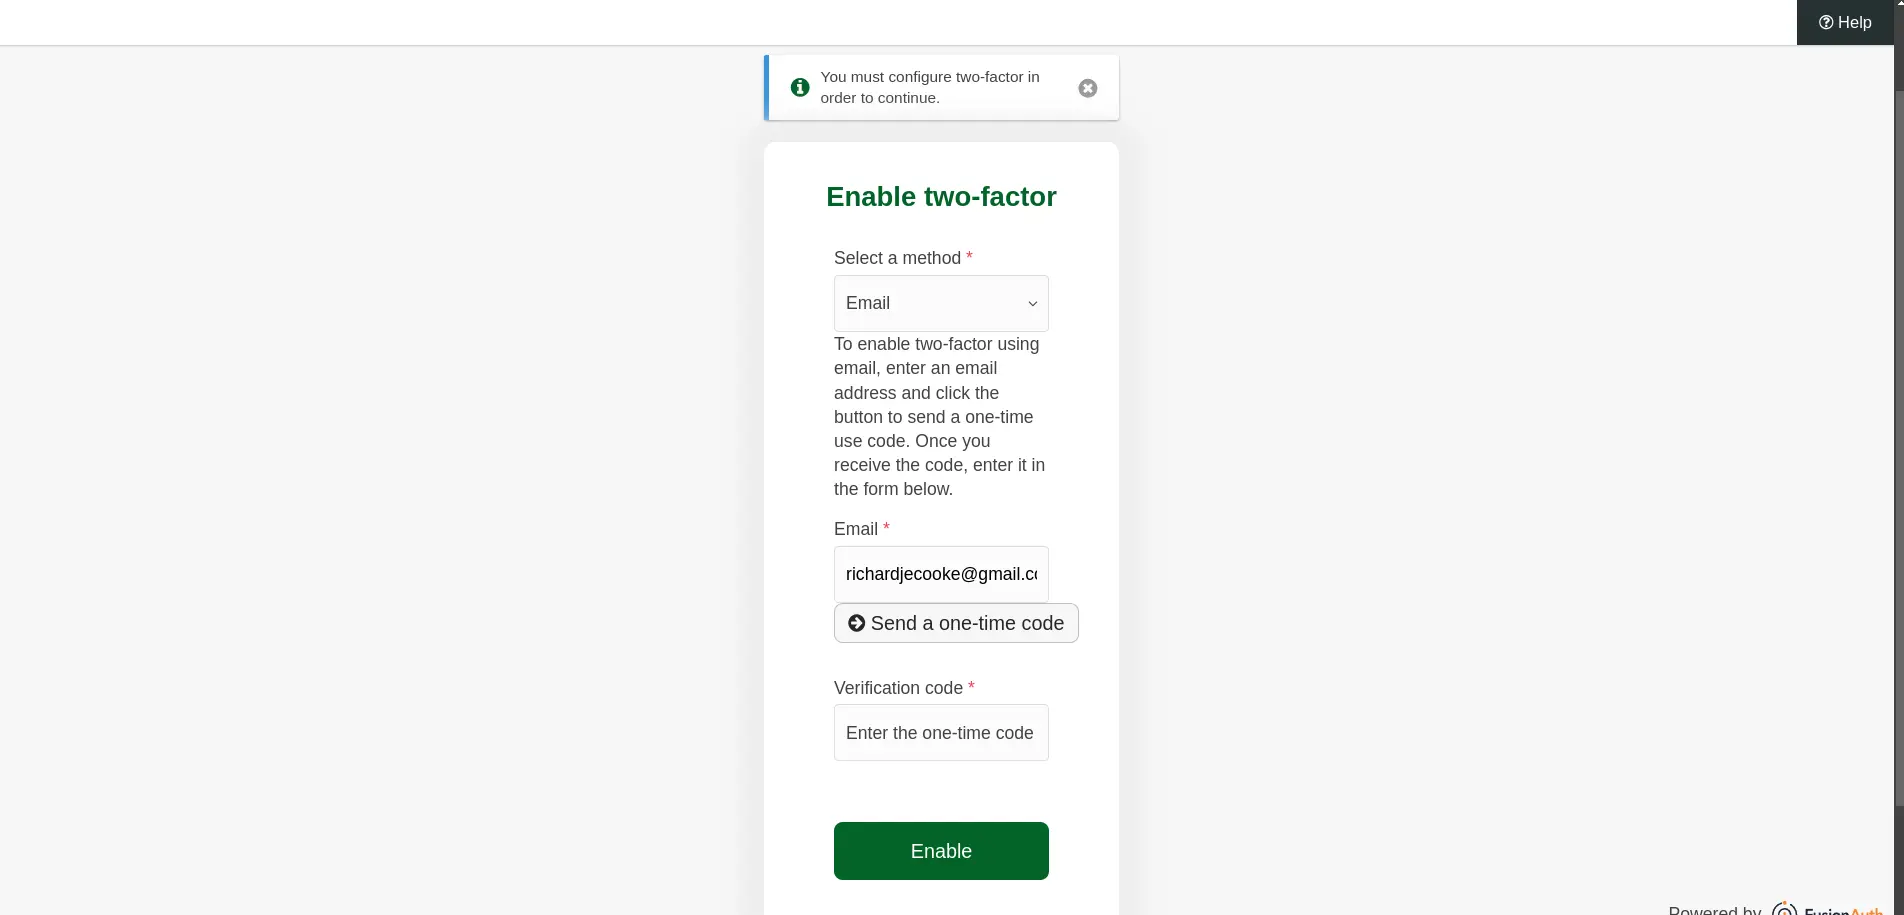 Help
You must configure two-factor in
order to continue.
Enable two-factor
Select a method *
Email
To enable two-factor using
email, enter an email
address and click the
button to send a one-time
use code. Once you
receive the code, enter it in
the form below.
Email *
richardjecooke@gmail.co
Send a one-time code
Verification code *
Enter the one-time code
Enable
Powered by FusionAuth